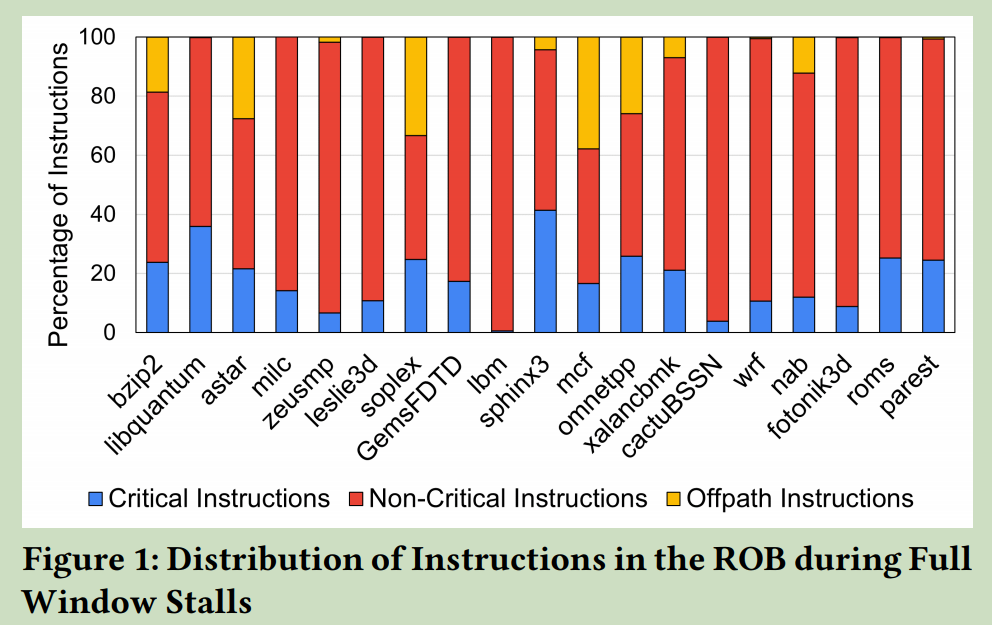 Percentage of Instructions
100
80
60
40
20
0
bzip2
libquantum
astar
milc
zeusmp
leslie3d
soplex
GemsFDTD
lbm
sphinx3
mcf
omnetpp
xalancbmk
cactuBSSN
wrf
nab
fotonik3d
roms
parest
Critical Instructions
Non-Critical Instructions
Offpath Instructions
Figure 1: Distribution of Instructions in the ROB during Full
Window Stalls